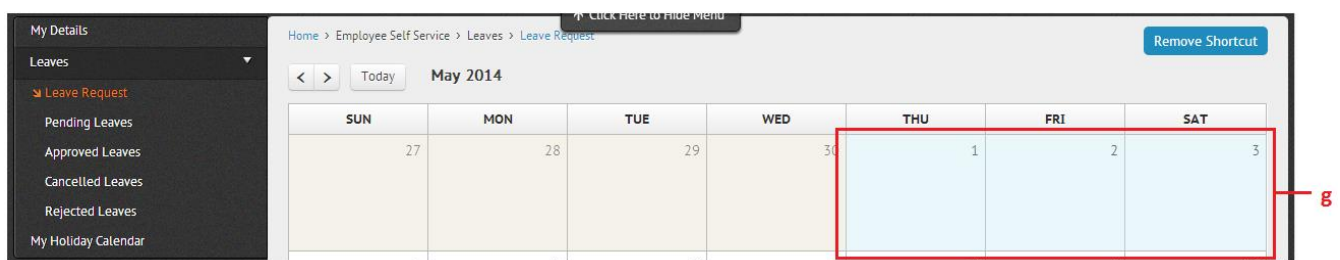 ↑ Click Here to Hide Menu
My Details
Leaves
Leave Request
Pending Leaves
Approved Leaves
Cancelled Leaves
Rejected Leaves
My Holiday Calendar
Home > Employee Self Service > Leaves > Leave Request
Remove Shortcut
< > Today May 2014
SUN MON TUE WED THU FRI SAT
27 28 29 30 1 2 3
g